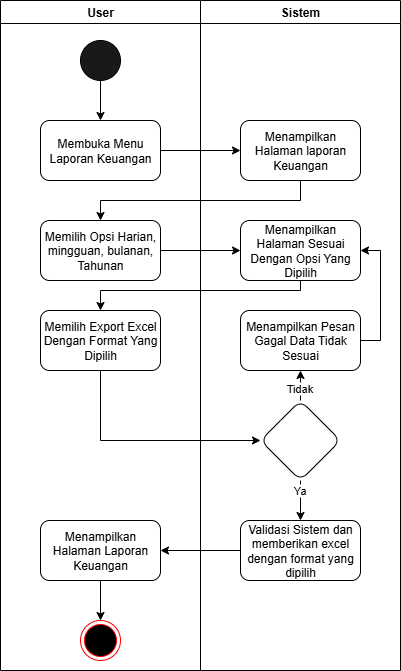 User
Sistem
Membuka Menu
Laporan Keuangan
Menampilkan
Halaman laporan
Keuangan
Memilih Opsi Harian,
mingguan, bulanan,
Tahunan
Menampilkan
Halaman Sesuai
Dengan Opsi Yang
Dipilih
Memilih Export Excel
Dengan Format Yang
Dipilih
Menampilkan Pesan
Gagal Data Tidak
Sesuai
Tidak
Ya
Validasi Sistem dan
memberikan excel
dengan format yang
dipilih
Menampilkan
Halaman Laporan
Keuangan